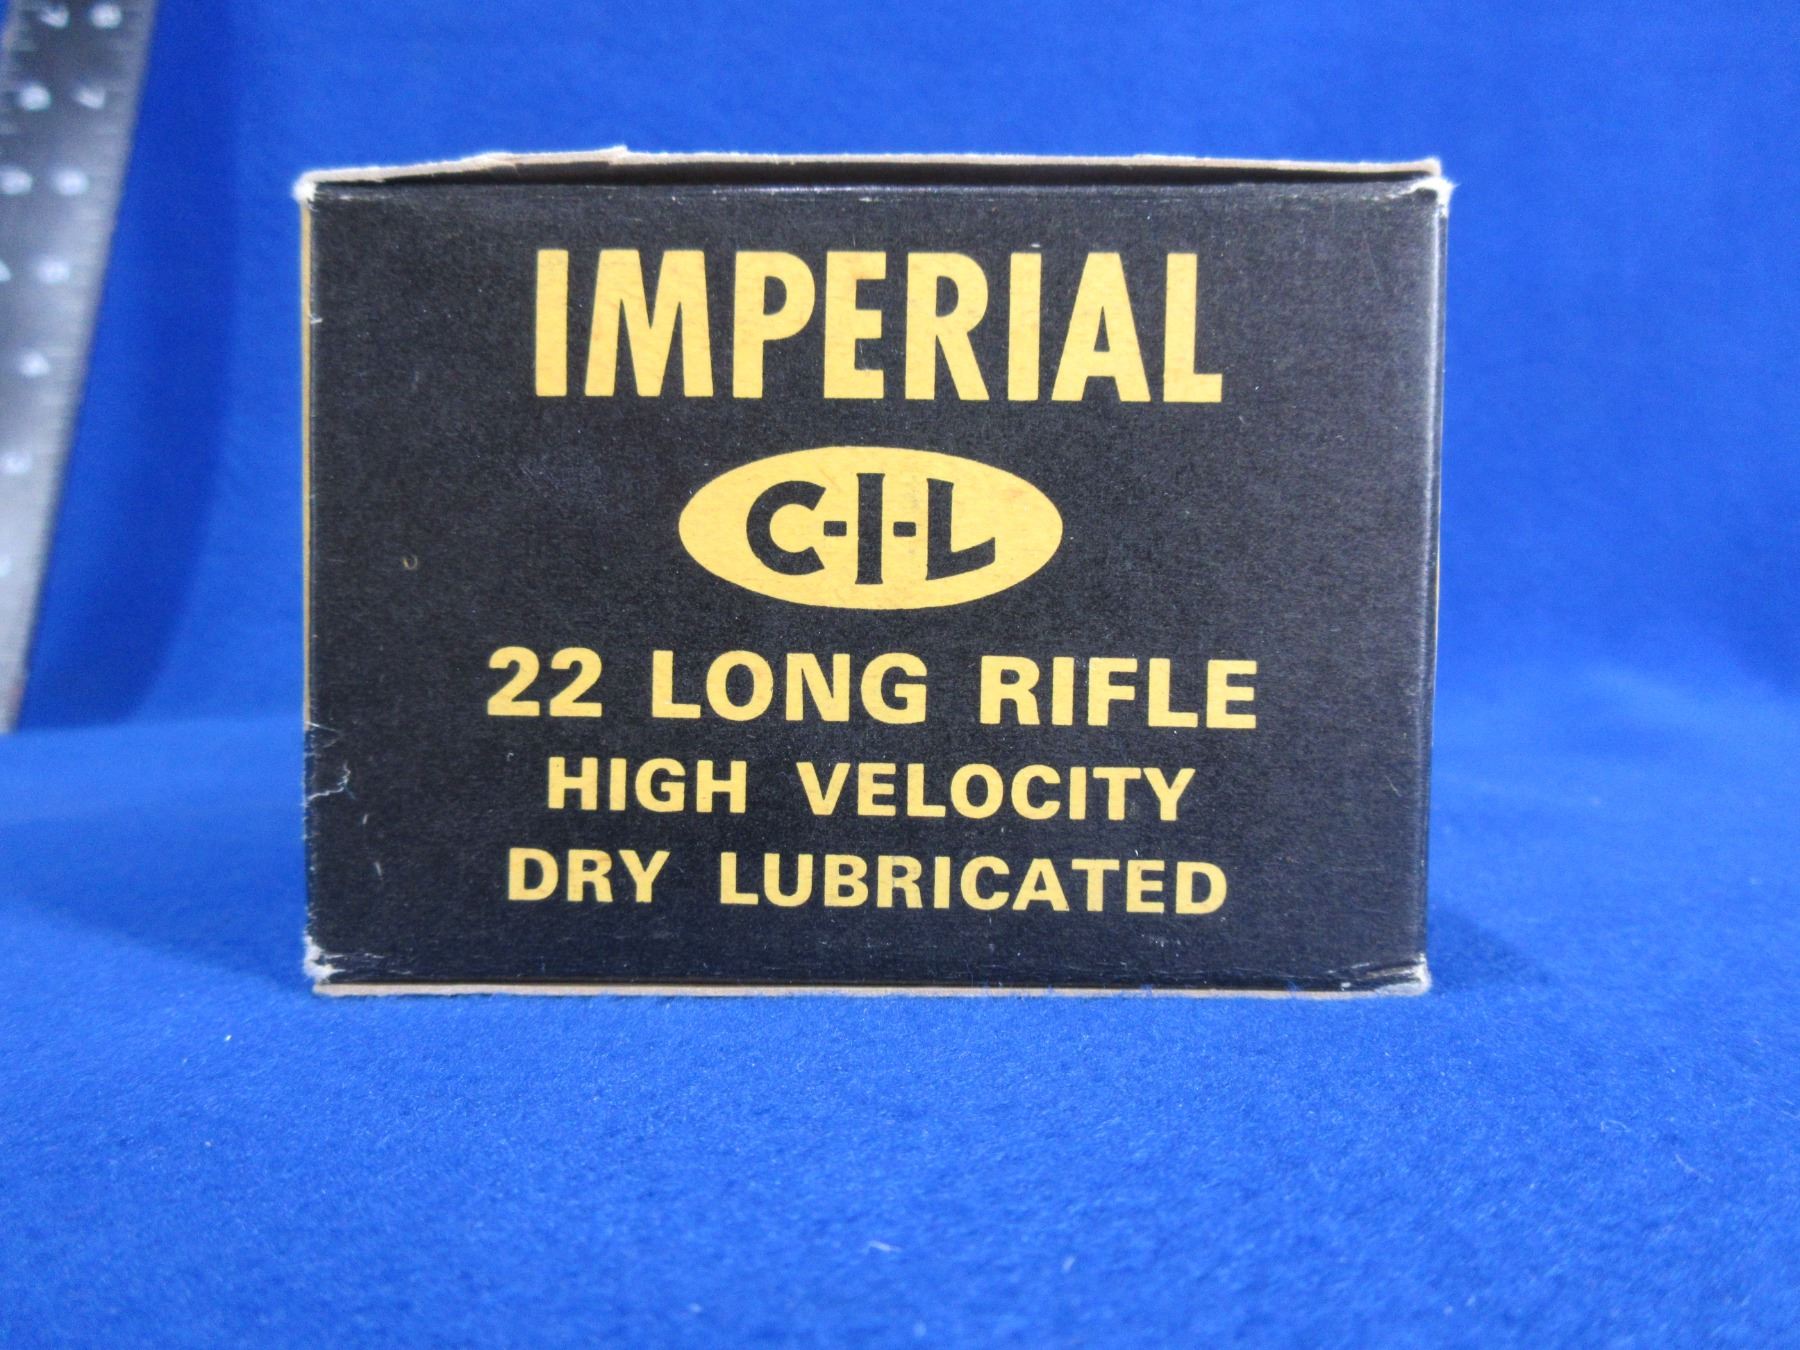 IMPERIAL
C-I-L
22 LONG RIFLE
HIGH VELOCITY
DRY LUBRICATED